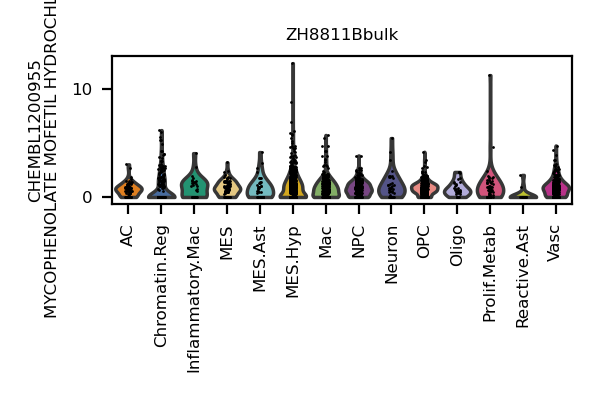 ZH8811Bbulk
CHEMBL1200955
MYCOPHENOLATE MOFETIL
10
0
AC
Chromatin.Reg
Inflammatory.Mac
MES
MES.Ast
MES.Hyp
Mac
NPC
Neuron
OPC
Oligo
Prolif.Metab
Reactive.Ast
Vasc